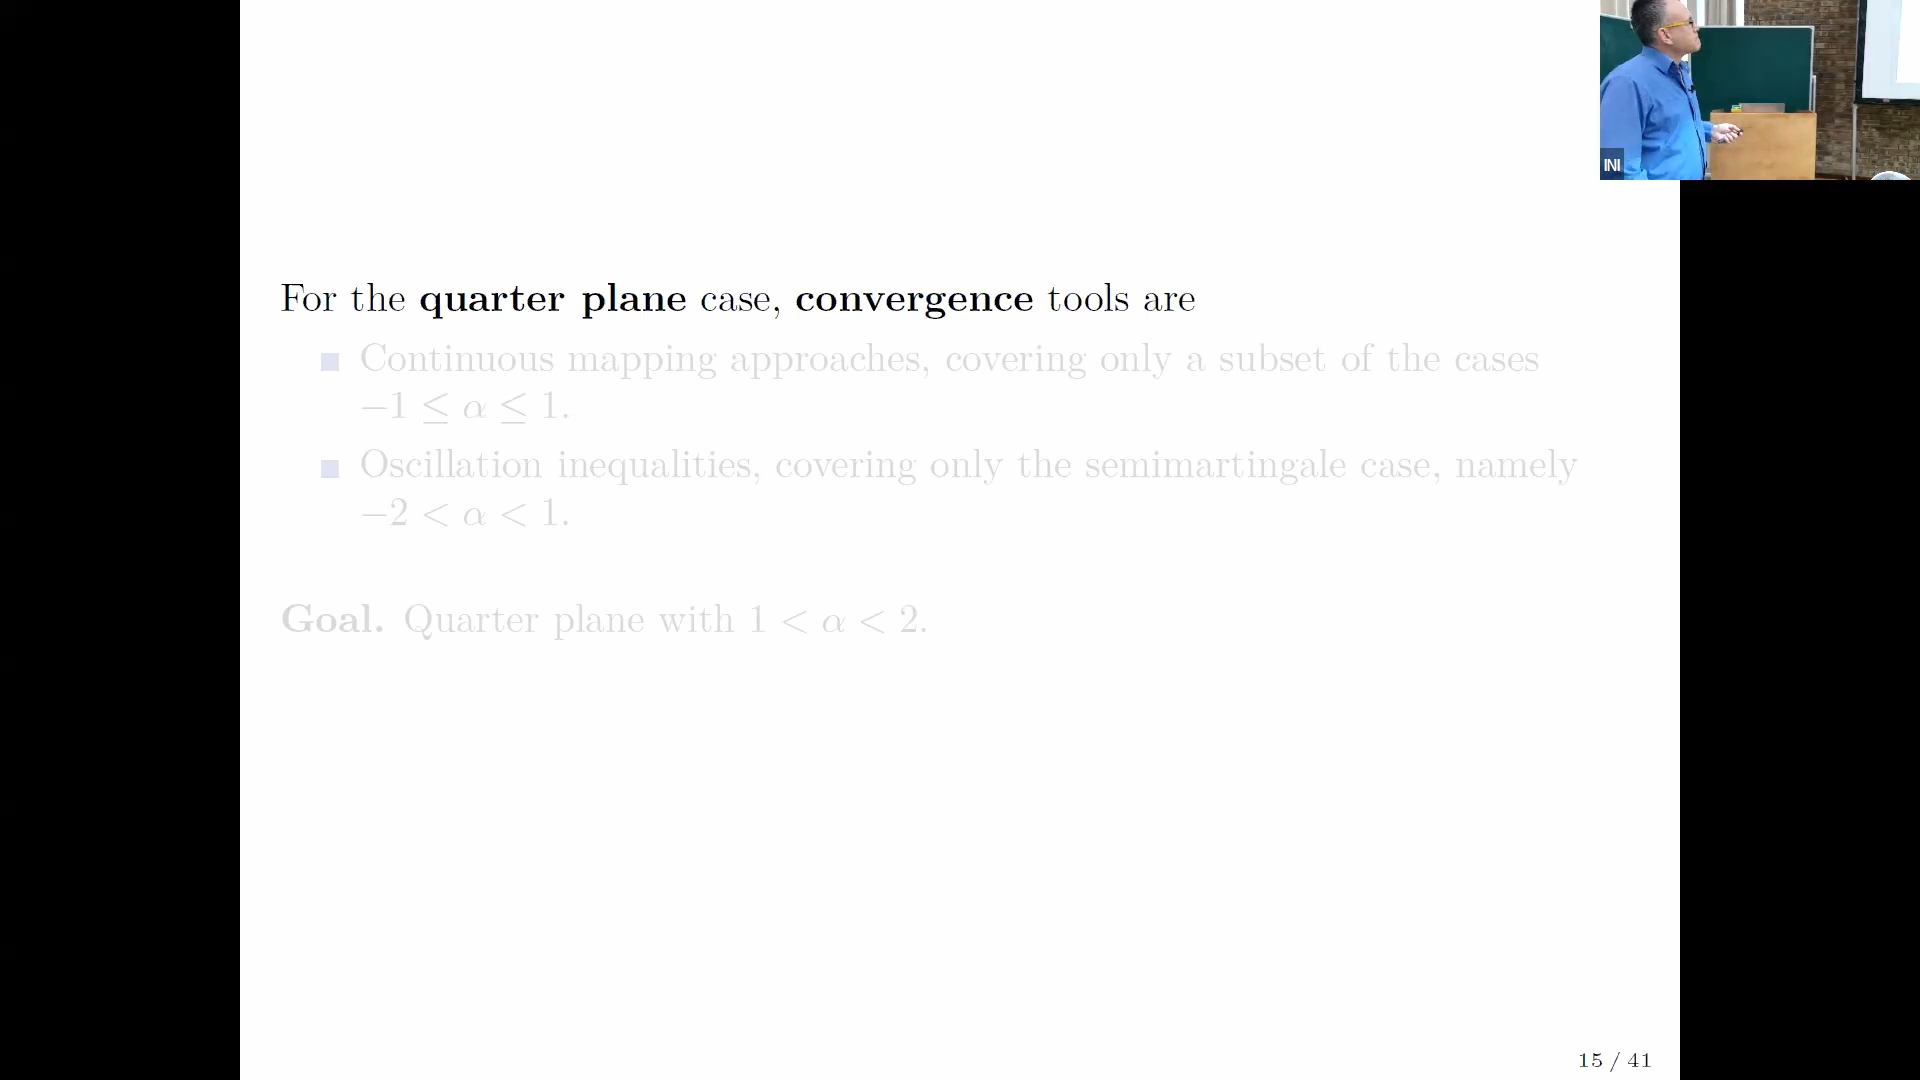 INI
For the quarter plane case, convergence tools are
Continuous mapping approaches, covering only a subset of the cases
−1 ≤ α ≤ 1.
Oscillation inequalities, covering only the semimartingale case, namely
−2 < α < 1.
Goal. Quarter plane with 1 < α < 2.
15 / 41